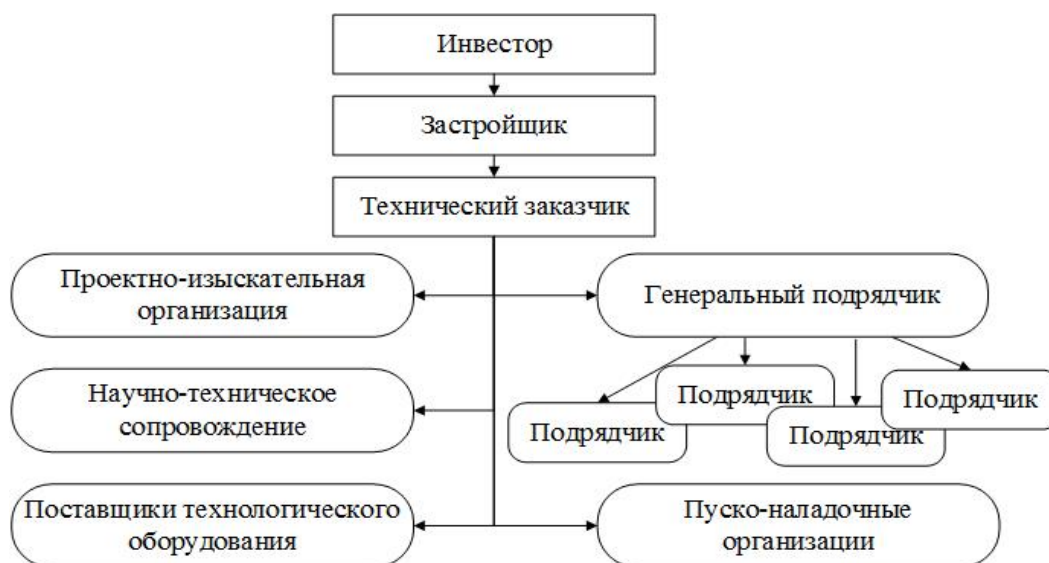 Инвестор
Застройщик
Технический заказчик
Проектно-изыскательная
организация
Генеральный подрядчик
Научно-техническое
сопровождение
Подрядчик
Подрядчик
Подрядчик
Подрядчик
Поставщики технологического
оборудования
Пуско-наладочные
организации